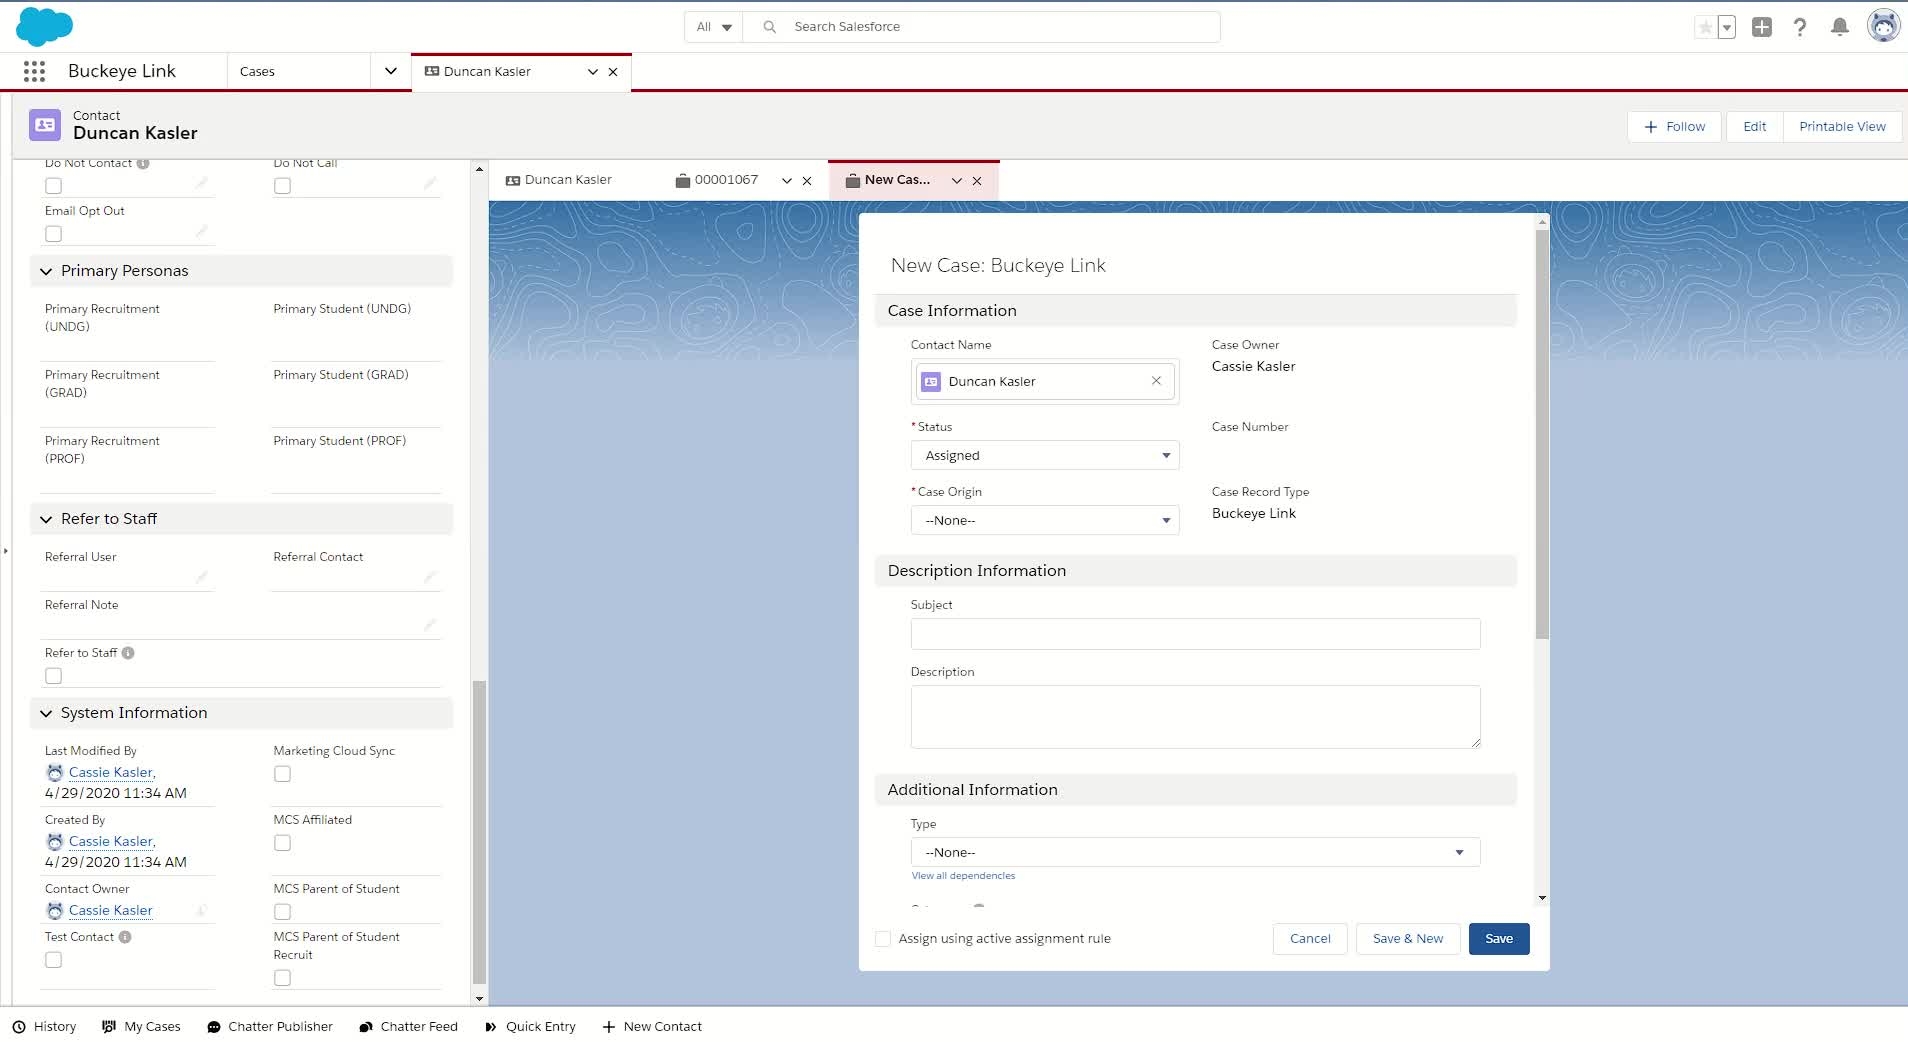 All
Search Salesforce
Buckeye Link
Cases
Duncan Kasler
Contact
Duncan Kasler
Follow
Edit
Printable View
Do Not Contact
Do Not Call
Email Opt Out
Primary Personas
Primary Recruitment
(UNDG)
Primary Student (UNDG)
Primary Recruitment
(GRAD)
Primary Student (GRAD)
Primary Recruitment
(PROF)
Primary Student (PROF)
Refer to Staff
Referral User
Referral Contact
Referral Note
Refer to Staff
System Information
Last Modified By
Cassie Kasler,
4/29/2020 11:34 AM
Marketing Cloud Sync
Created By
Cassie Kasler,
4/29/2020 11:34 AM
MCS Affiliated
Contact Owner
Cassie Kasler
MCS Parent of Student
Test Contact
MCS Parent of Student
Recruit
Duncan Kasler
00001067
New Cas...
New Case: Buckeye Link
Case Information
Contact Name
Duncan Kasler
Case Owner
Cassie Kasler
*Status
Assigned
Case Number
*Case Origin
--None--
Case Record Type
Buckeye Link
Description Information
Subject
Description
Additional Information
Type
--None--
View all dependencies
Assign using active assignment rule
Cancel
Save & New
Save
History
My Cases
Chatter Publisher
Chatter Feed
Quick Entry
New Contact